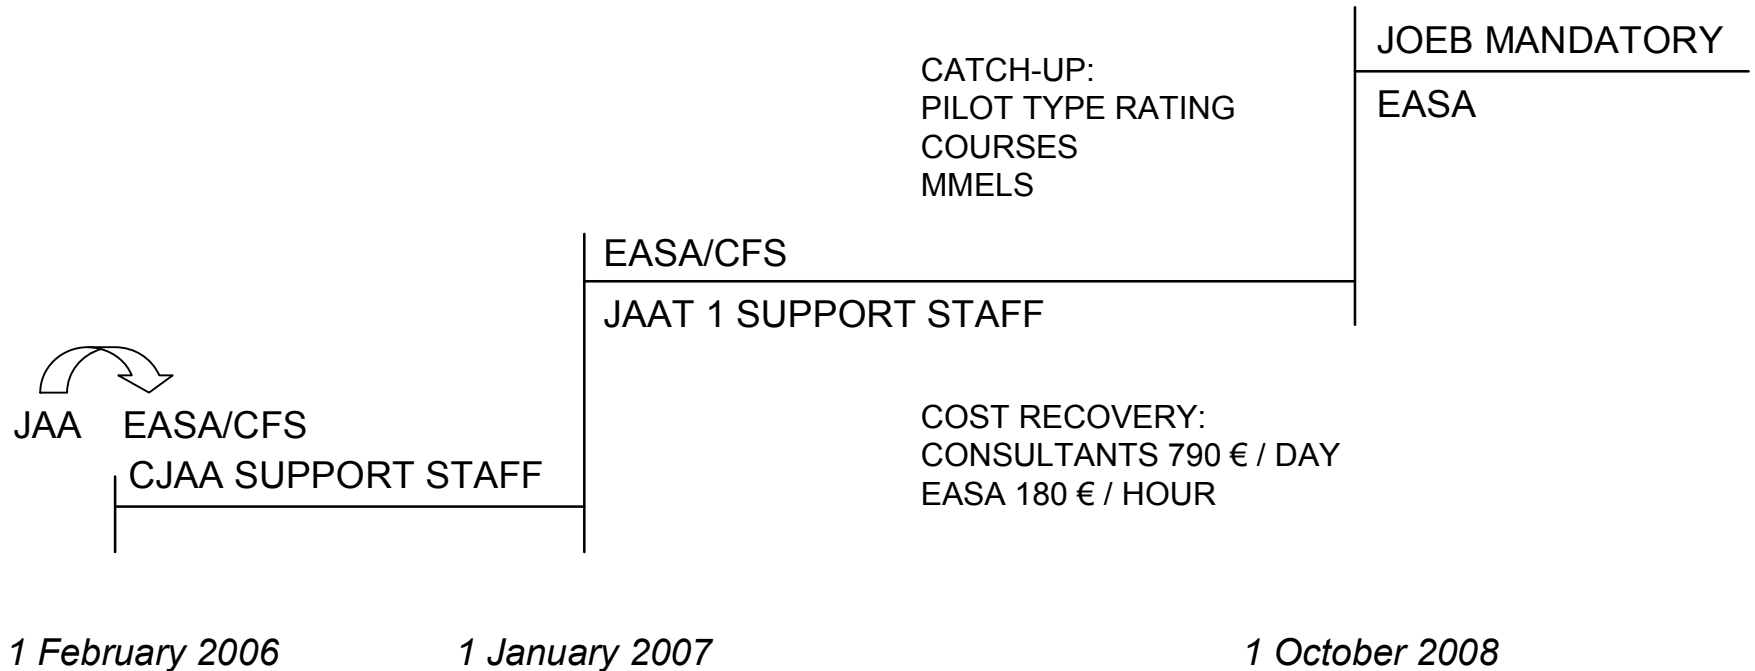 JOEB MANDATORY
EASA
CATCH-UP:
PILOT TYPE RATING
COURSES
MMELS
EASA/CFS
JAAT 1 SUPPORT STAFF
JAA EASA/CFS
CJAA SUPPORT STAFF
COST RECOVERY:
CONSULTANTS 790 € / DAY
EASA 180 € / HOUR
1 February 2006 1 January 2007 1 October 2008